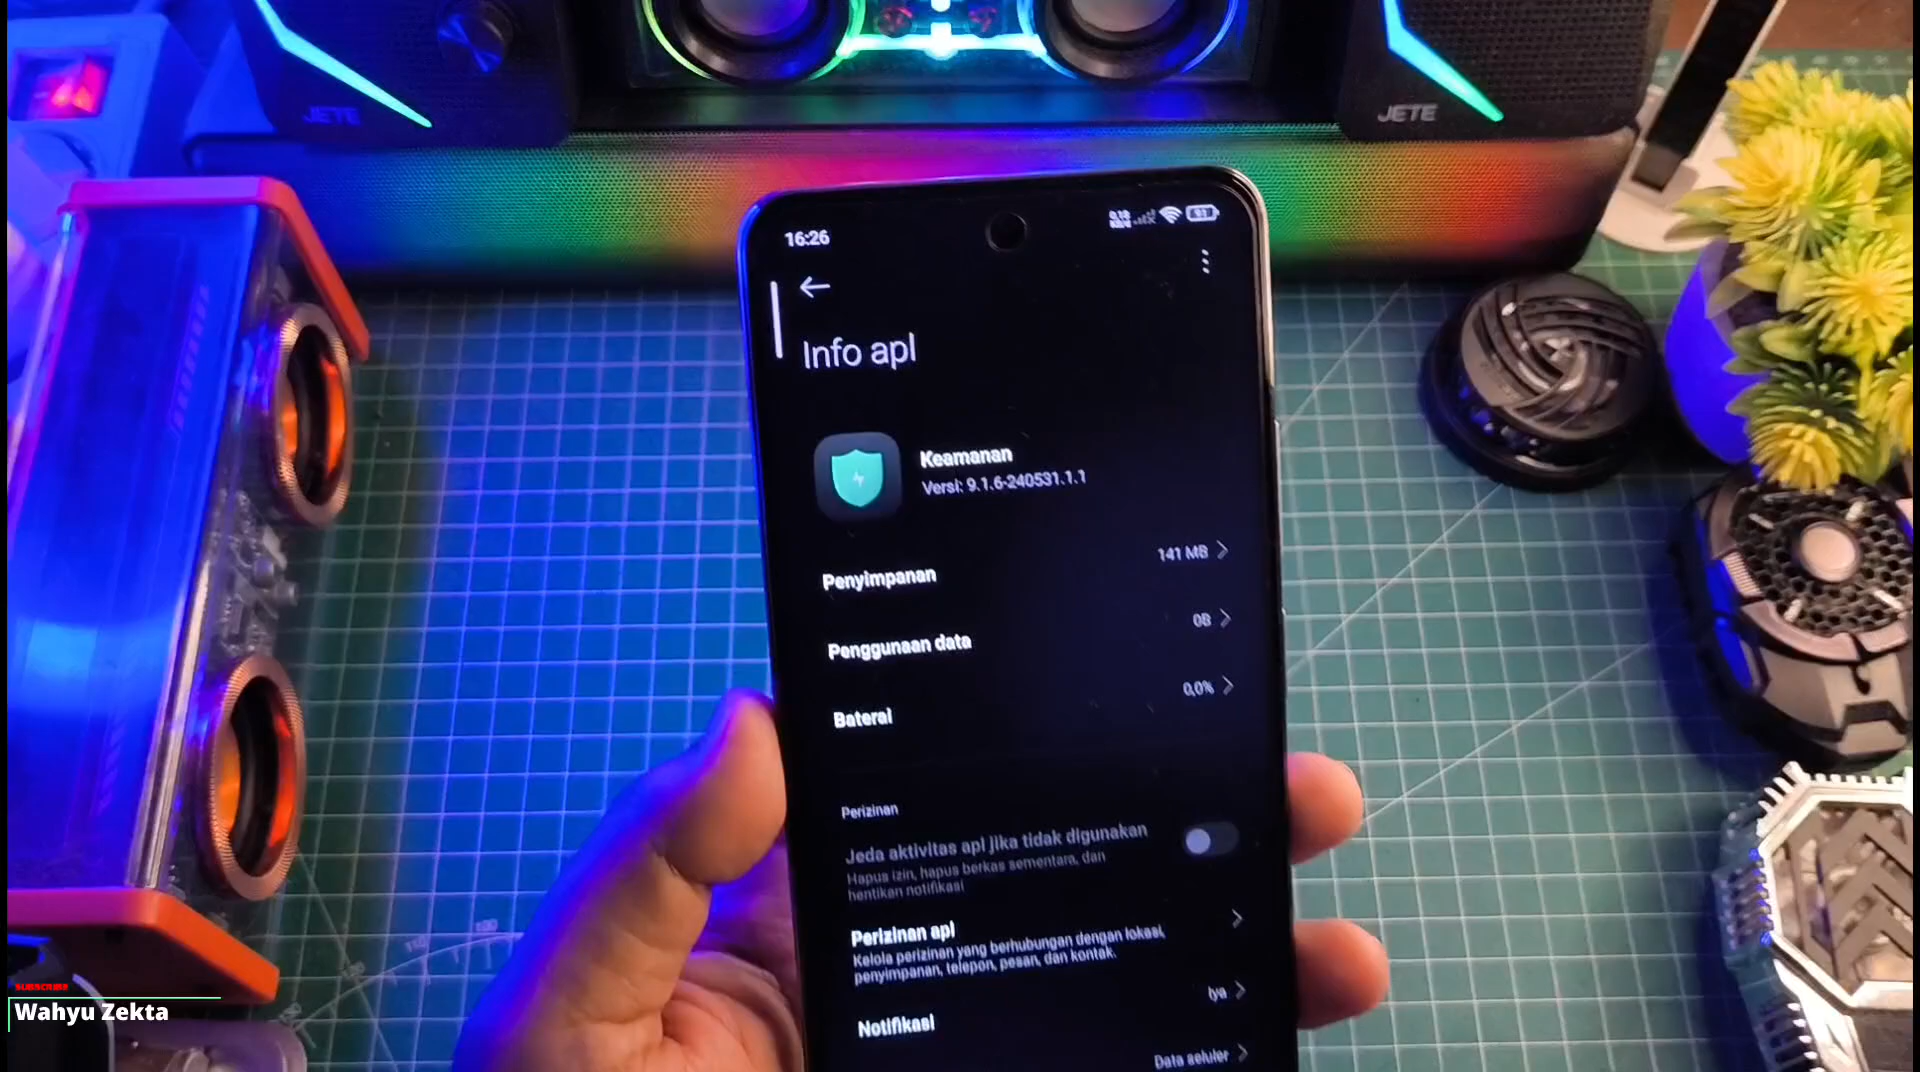 JETE
JETE
16:26
Info apl
Keamanan
Versi: 9.1.6-240531.1.1
Penyimpanan
141 MB
Penggunaan data
0B
Baterai
0,0%
Perizinan
Jeda aktivitas apl jika tidak digunakan
Hapus izin, hapus berkas sementara, dan
hentikan notifikasi
Perizinan apl
Kelola perizinan yang berhubungan dengan lokasi,
penyimpanan, telepon, pesan, dan kontak.
Notifikasi
Iya
Data seluler
SUBSCRIBE
Wahyu Zekta